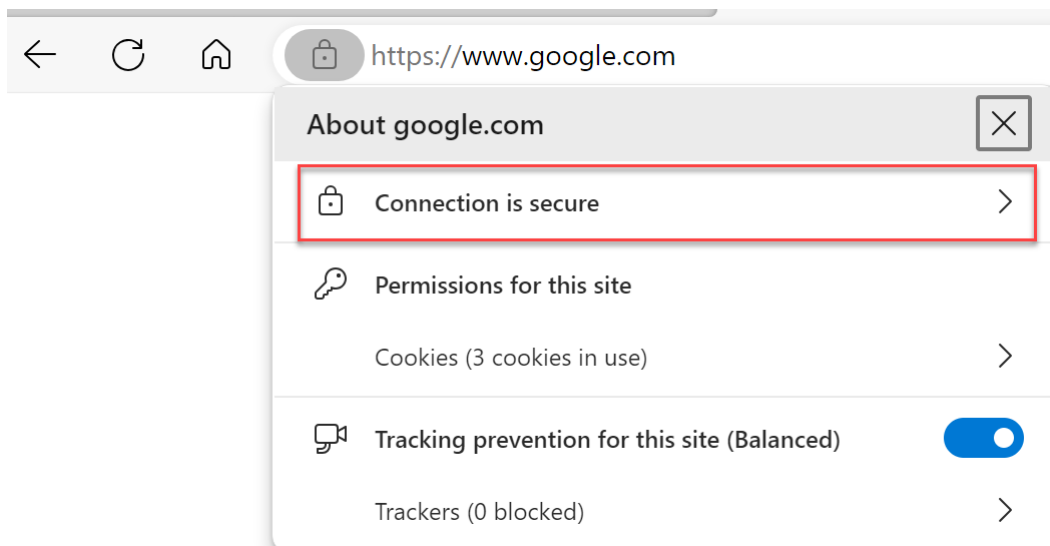 https://www.google.com
About google.com
Connection is secure
Permissions for this site
Cookies (3 cookies in use)
Tracking prevention for this site (Balanced)
Trackers (0 blocked)